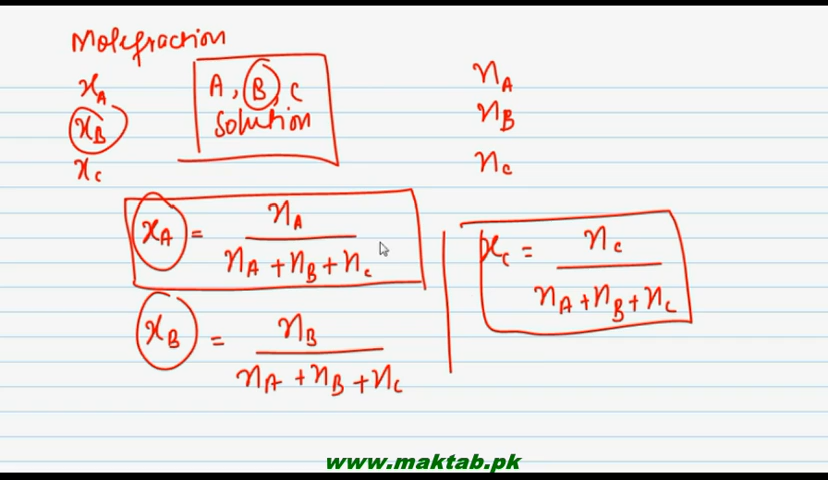 Molefraction
xA
xB
xC
A, B, C
Solution
nA
nB
nC
xA = nA / nA + nB + nC
xB = nB / nA + nB + nC
xC = nC / nA + nB + nC
www.maktab.pk